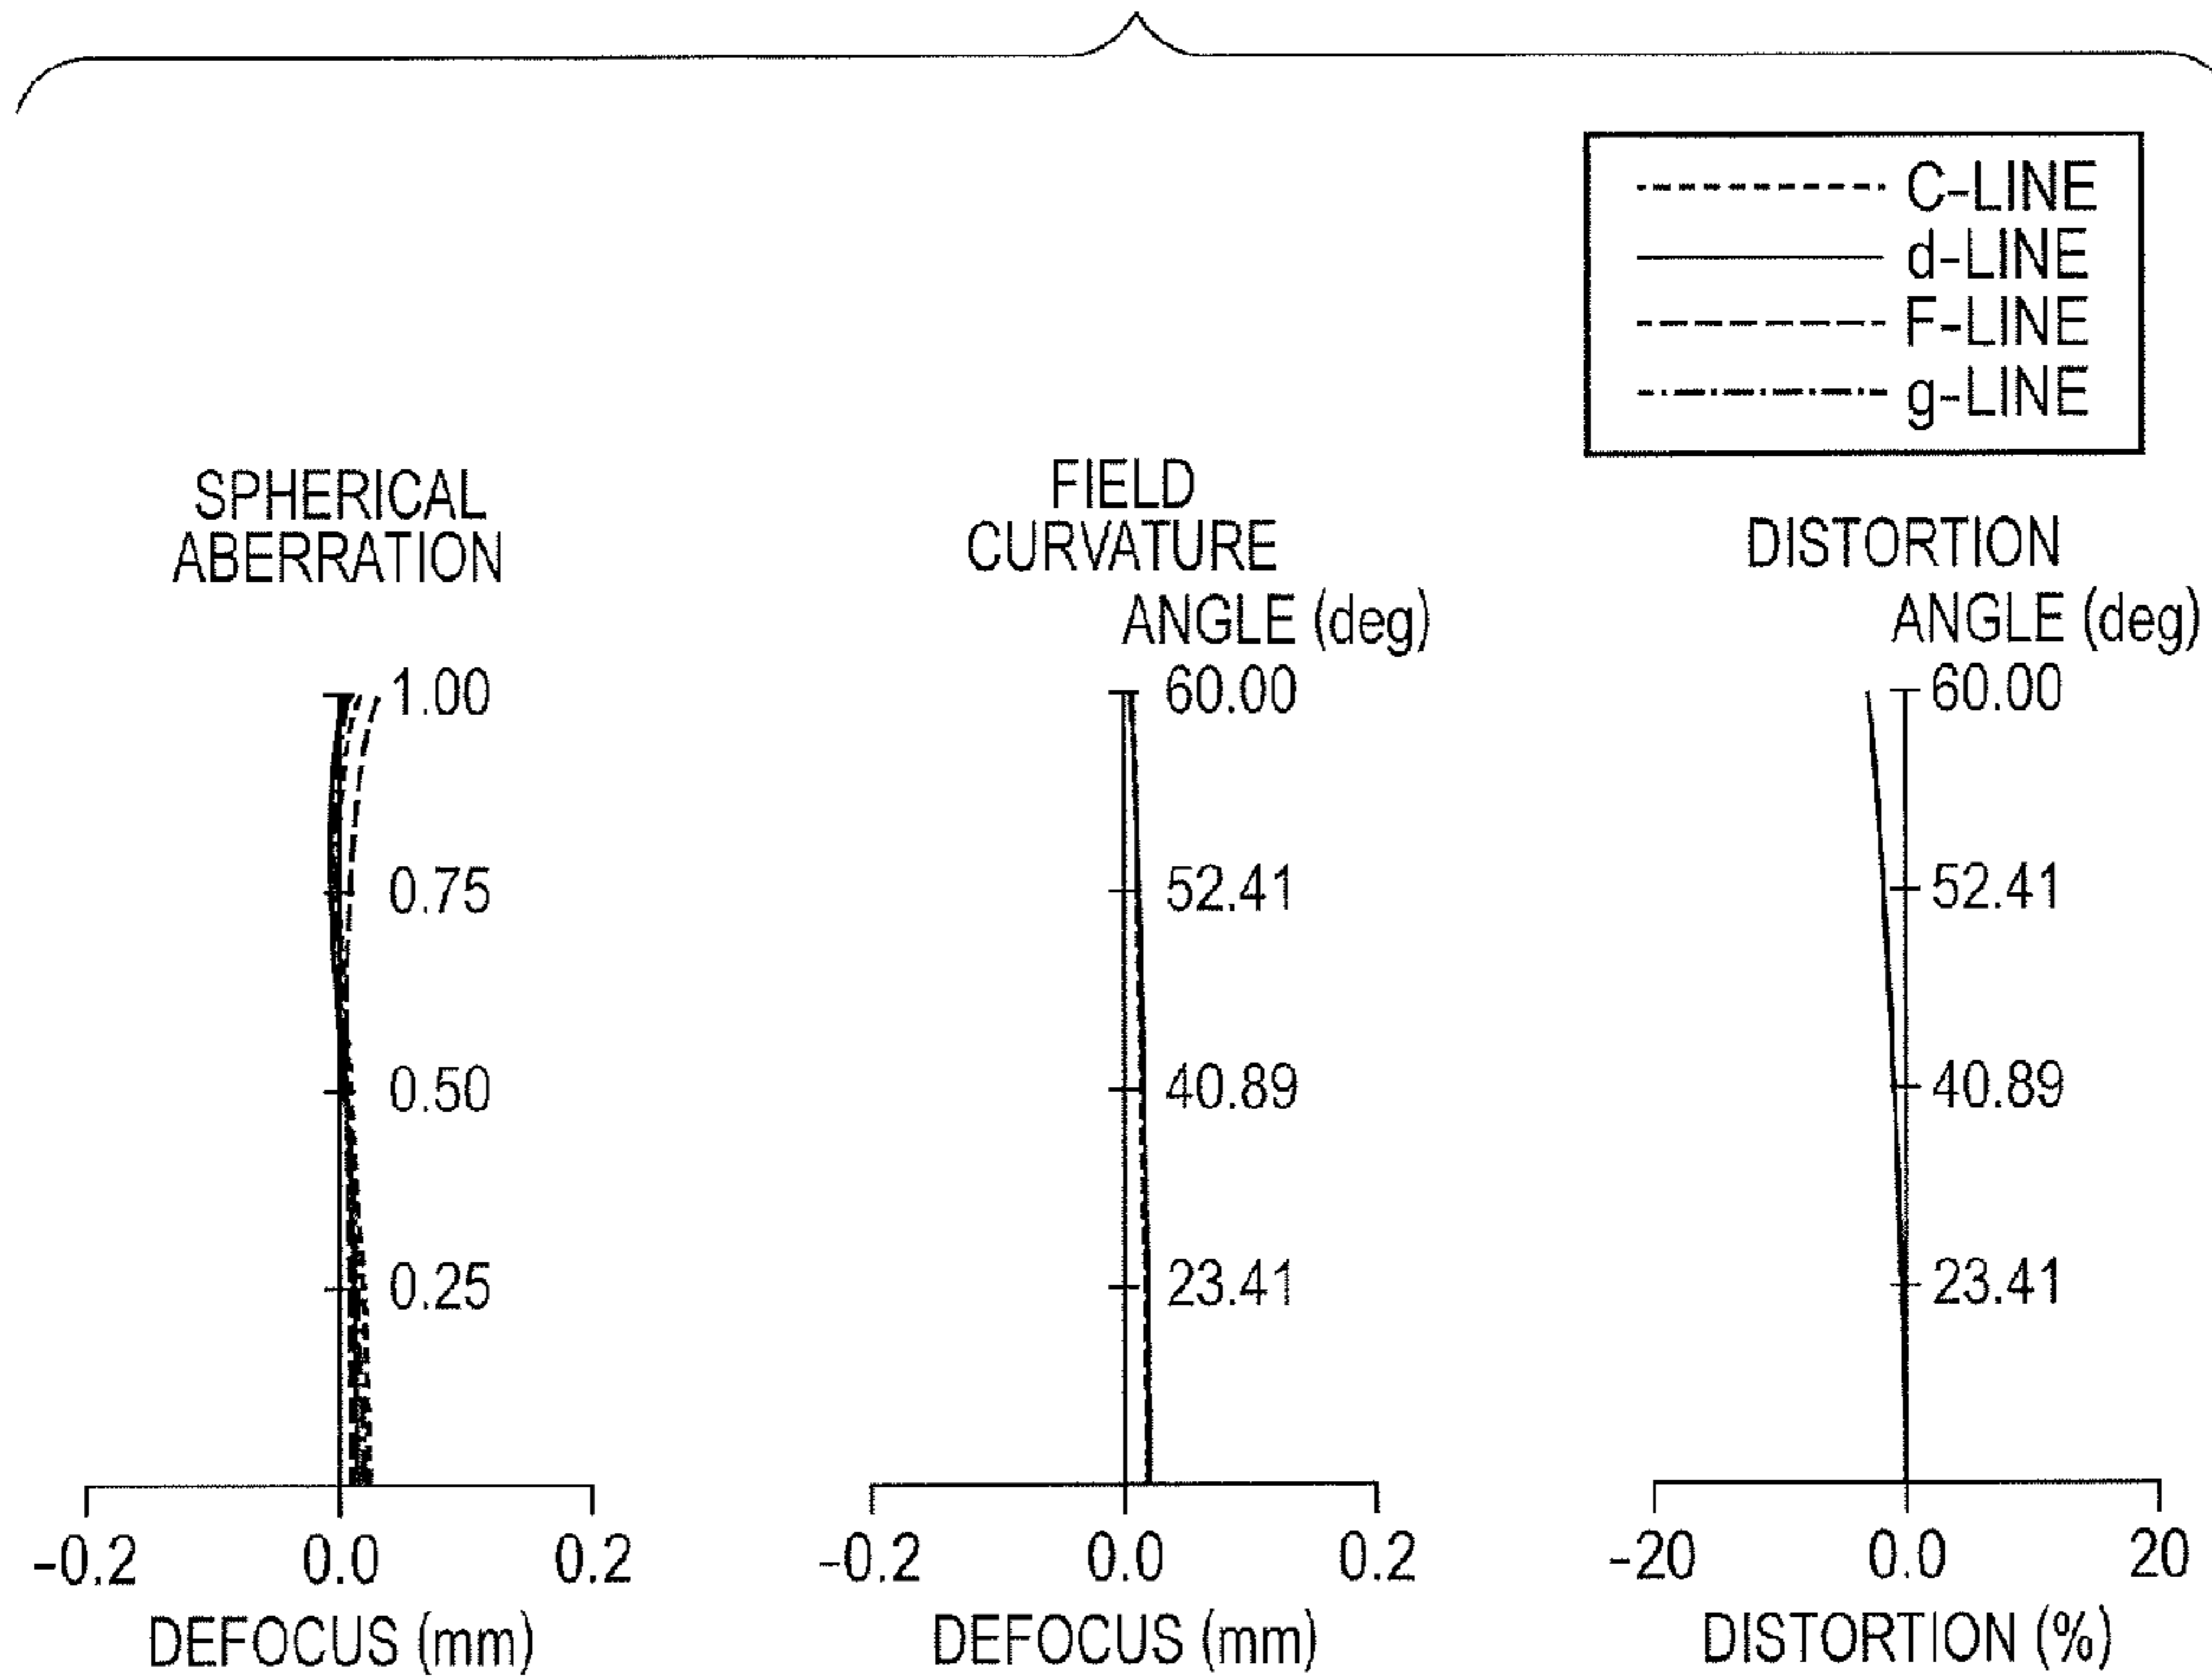 C-LINE
d-LINE
F-LINE
g-LINE
SPHERICAL
ABERRATION
1.00
0.75
0.50
0.25
-0.2 0.0 0.2
DEFOCUS (mm)
FIELD
CURVATURE
ANGLE (deg)
60.00
52.41
40.89
23.41
-0.2 0.0 0.2
DEFOCUS (mm)
DISTORTION
ANGLE (deg)
60.00
52.41
40.89
23.41
-20 0.0 20
DISTORTION (%)